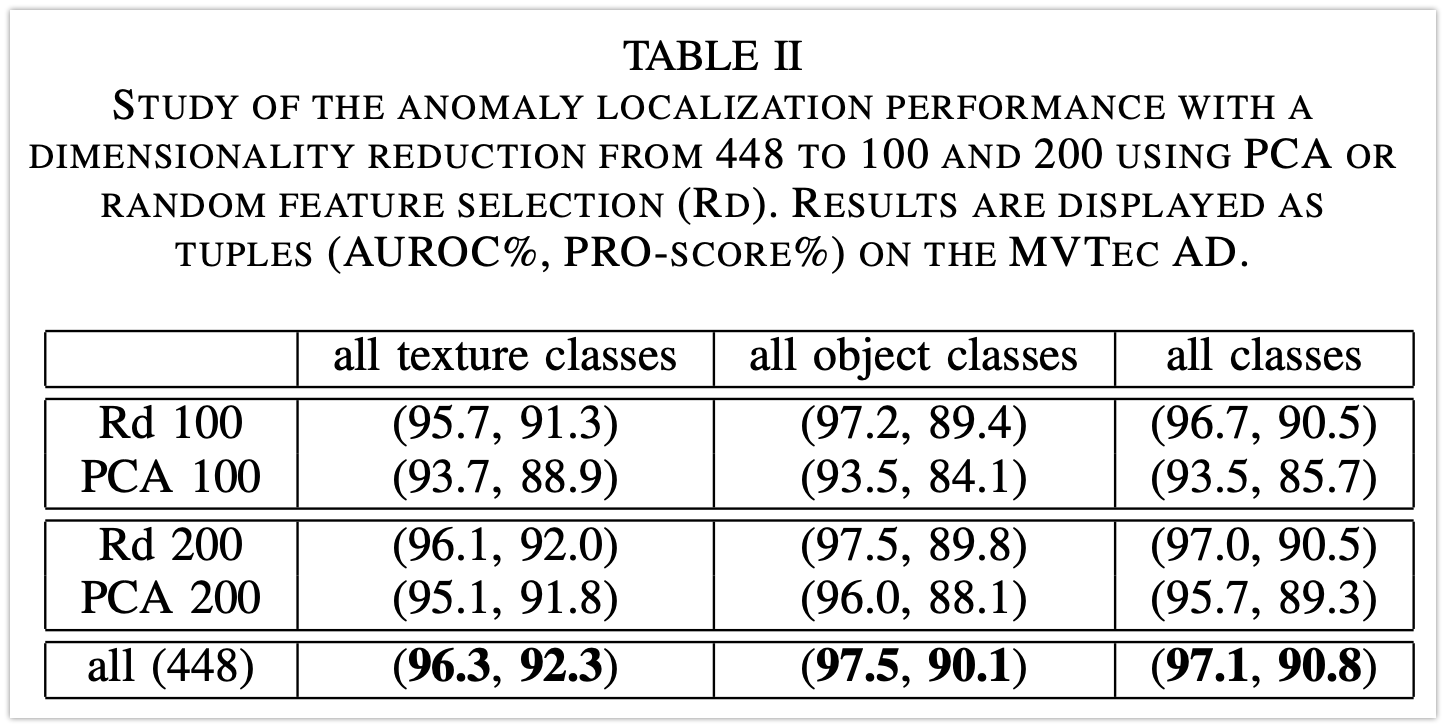 TABLE II
STUDY OF THE ANOMALY LOCALIZATION PERFORMANCE WITH A
DIMENSIONALITY REDUCTION FROM 448 TO 100 AND 200 USING PCA OR
RANDOM FEATURE SELECTION (RD). RESULTS ARE DISPLAYED AS
TUPLES (AUROC%, PRO-SCORE%) ON THE MVTEC AD.
all texture classes all object classes all classes
Rd 100 (95.7, 91.3) (97.2, 89.4) (96.7, 90.5)
PCA 100 (93.7, 88.9) (93.5, 84.1) (93.5, 85.7)
Rd 200 (96.1, 92.0) (97.5, 89.8) (97.0, 90.5)
PCA 200 (95.1, 91.8) (96.0, 88.1) (95.7, 89.3)
all (448) (96.3, 92.3) (97.5, 90.1) (97.1, 90.8)